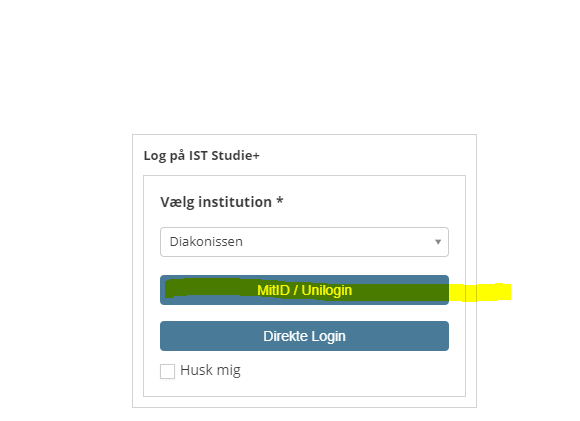 Log på IST Studie+
Vælg institution *
Diakonissen
MitID / Unilogin
Direkte Login
Husk mig